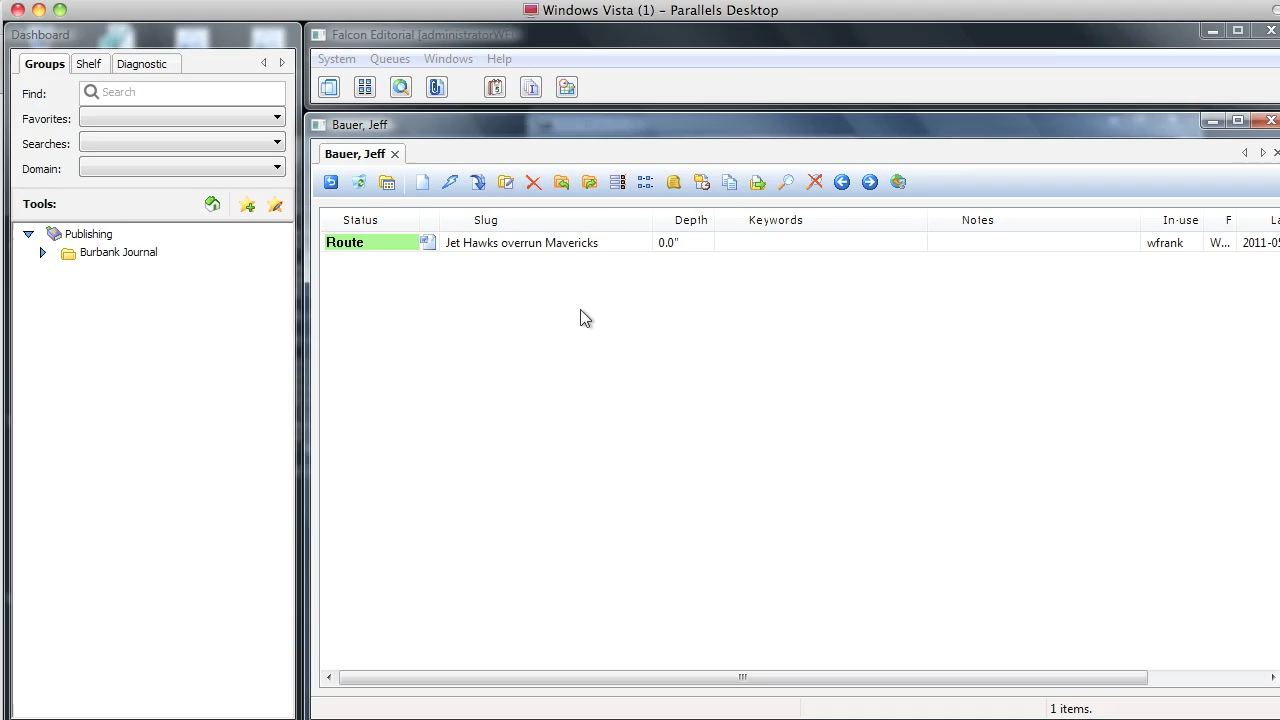 Windows Vista (1) – Parallels Desktop
Dashboard
Falcon Editorial [administrator
Groups
Shelf
Diagnostic
System
Queues
Windows
Help
Find:
Search
Favorites:
Searches:
Domain:
Tools:
Publishing
Burbank Journal
Bauer, Jeff
Bauer, Jeff
Status Slug Depth Keywords Notes In-use F
Route Jet Hawks overrun Mavericks 0.0" wfrank W... 2011-05
1 items.